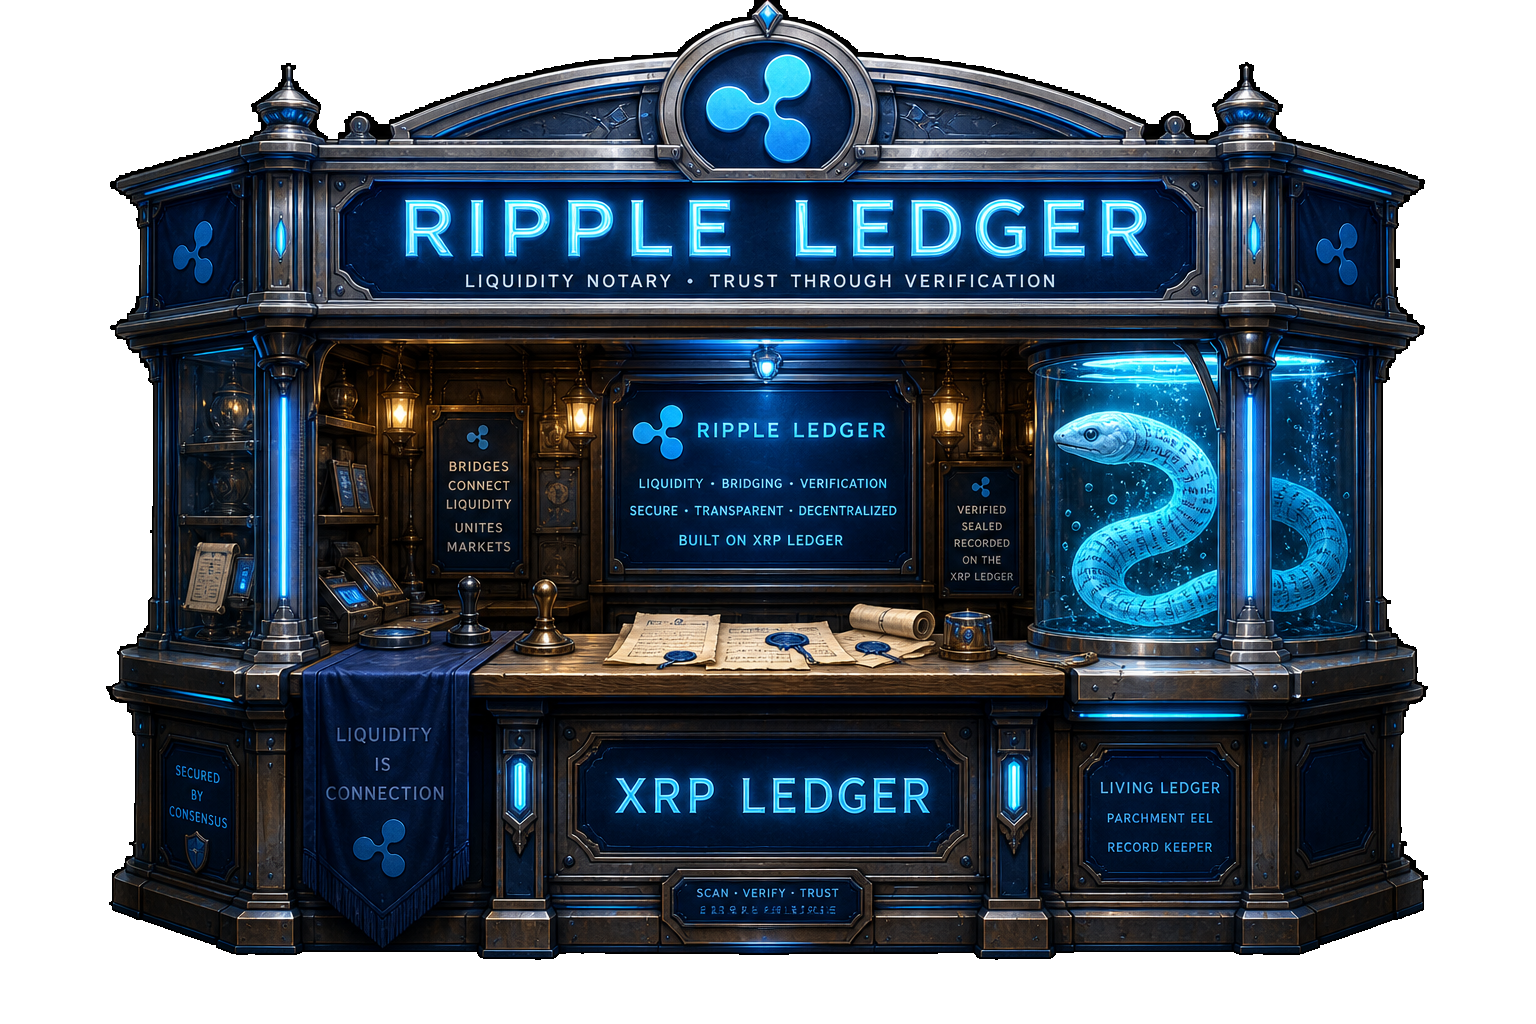 RIPPLE LEDGER
LIQUIDITY NOTARY • TRUST THROUGH VERIFICATION
BRIDGES
CONNECT
LIQUIDITY
UNITES
MARKETS
RIPPLE LEDGER
LIQUIDITY • BRIDGING • VERIFICATION
SECURE • TRANSPARENT • DECENTRALIZED
BUILT ON XRP LEDGER
VERIFIED
SEALED
RECORDED
ON THE
XRP LEDGER
SECURED
BY
CONSENSUS
LIQUIDITY
IS
CONNECTION
XRP LEDGER
LIVING LEDGER
PARCHMENT EEL
RECORD KEEPER
SCAN • VERIFY • TRUST